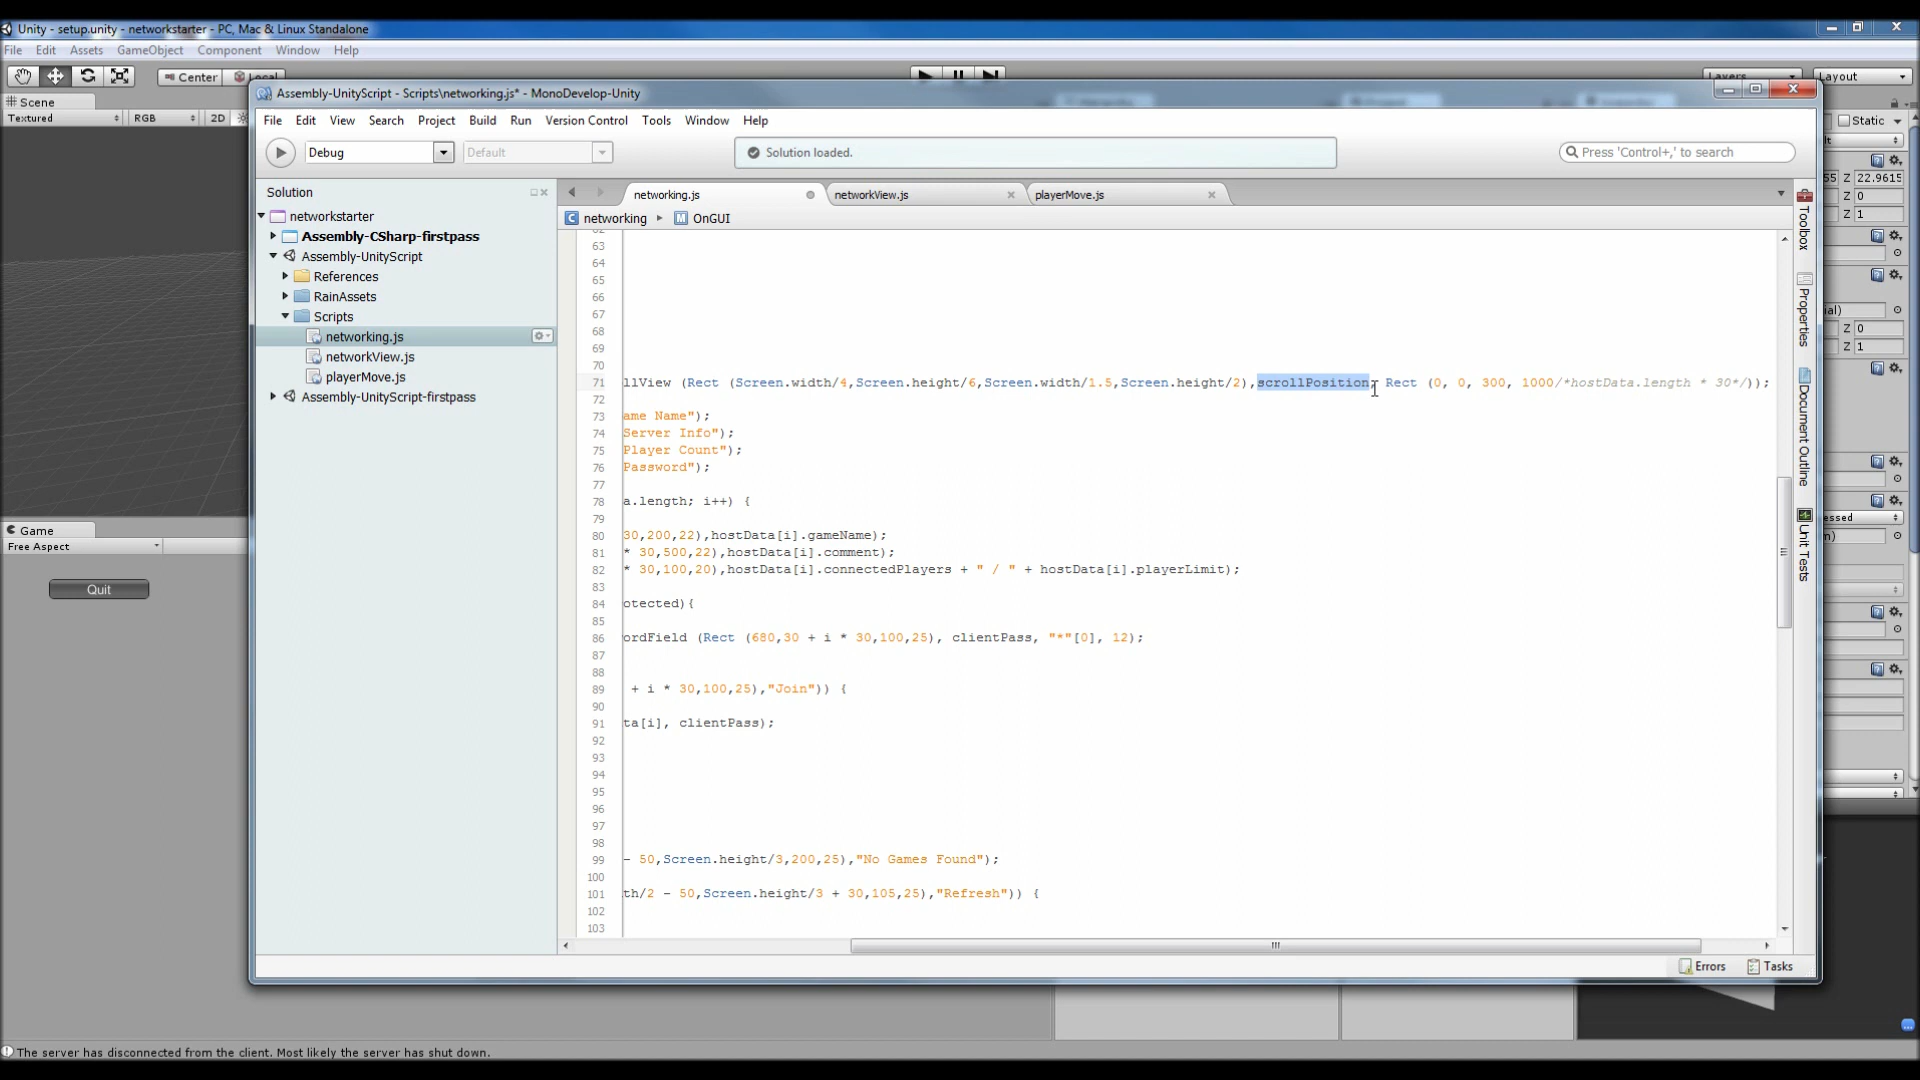 Unity - setup.unity - networkstarter - PC, Mac & Linux Standalone
File Edit Assets GameObject Component Window Help
Center Local
Layers Layout
Scene
Textured RGB 2D
Static
Assembly-UnityScript - Scripts\networking.js* - MonoDevelop-Unity
File Edit View Search Project Build Run Version Control Tools Window Help
Debug Default Solution loaded. Press 'Control+,' to search
Solution
networkstarter
Assembly-CSharp-firstpass
Assembly-UnityScript
References
RainAssets
Scripts
networking.js
networkView.js
playerMove.js
Assembly-UnityScript-firstpass
networking.js networkView.js playerMove.js
networking OnGUI
63
64
65
66
67
68
69
70
71 llView (Rect (Screen.width/4,Screen.height/6,Screen.width/1.5,Screen.height/2),scrollPosition, Rect (0, 0, 300, 1000/*hostData.length * 30*/));
72
73 ame Name");
74 Server Info");
75 Player Count");
76 Password");
77
78 a.length; i++) {
79
80 30,200,22),hostData[i].gameName);
81 * 30,500,22),hostData[i].comment);
82 * 30,100,20),hostData[i].connectedPlayers + " / " + hostData[i].playerLimit);
83
84 otected){
85
86 ordField (Rect (680,30 + i * 30,100,25), clientPass, "*"[0], 12);
87
88
89 + i * 30,100,25),"Join")) {
90
91 ta[i], clientPass);
92
93
94
95
96
97
98
99 - 50,Screen.height/3,200,25),"No Games Found");
100
101 th/2 - 50,Screen.height/3 + 30,105,25),"Refresh")) {
102
103
Toolbox
Properties
Document Outline
Unit Tests
Errors Tasks
55 Z 22.9615
Z 0
Z 1
ial)
Z 0
Z 1
essed
m)
Game
Free Aspect
Quit
The server has disconnected from the client. Most likely the server has shut down.